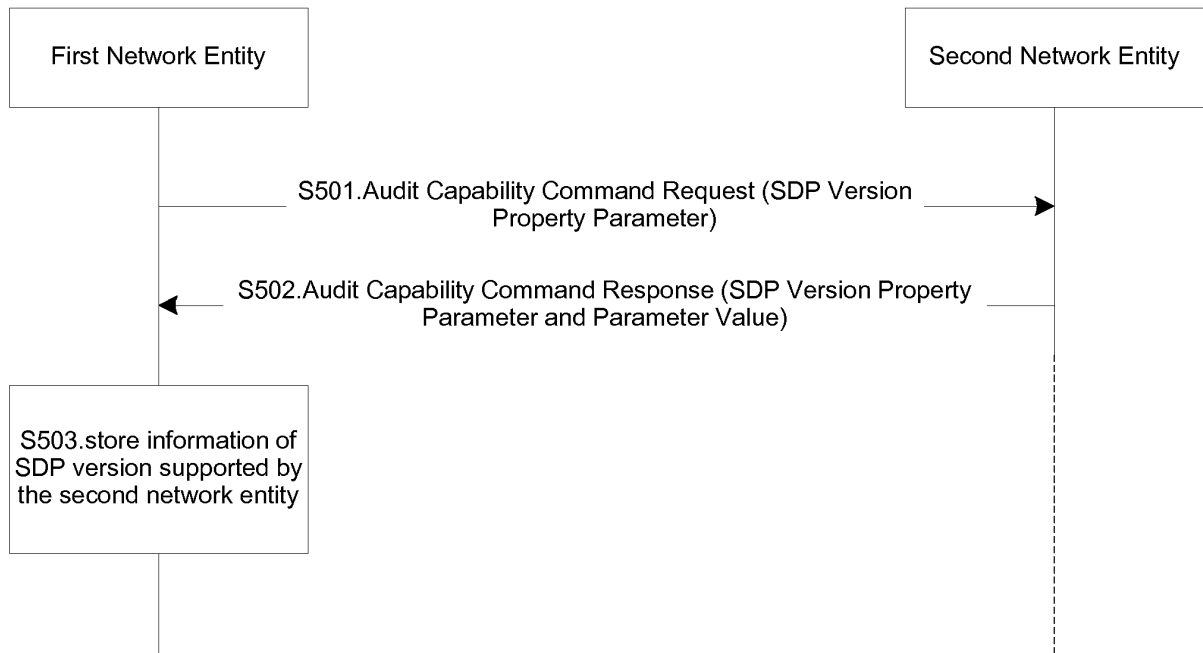 First Network Entity
Second Network Entity
S501.Audit Capability Command Request (SDP Version
Property Parameter)
S502.Audit Capability Command Response (SDP Version Property
Parameter and Parameter Value)
S503.store information of
SDP version supported by
the second network entity